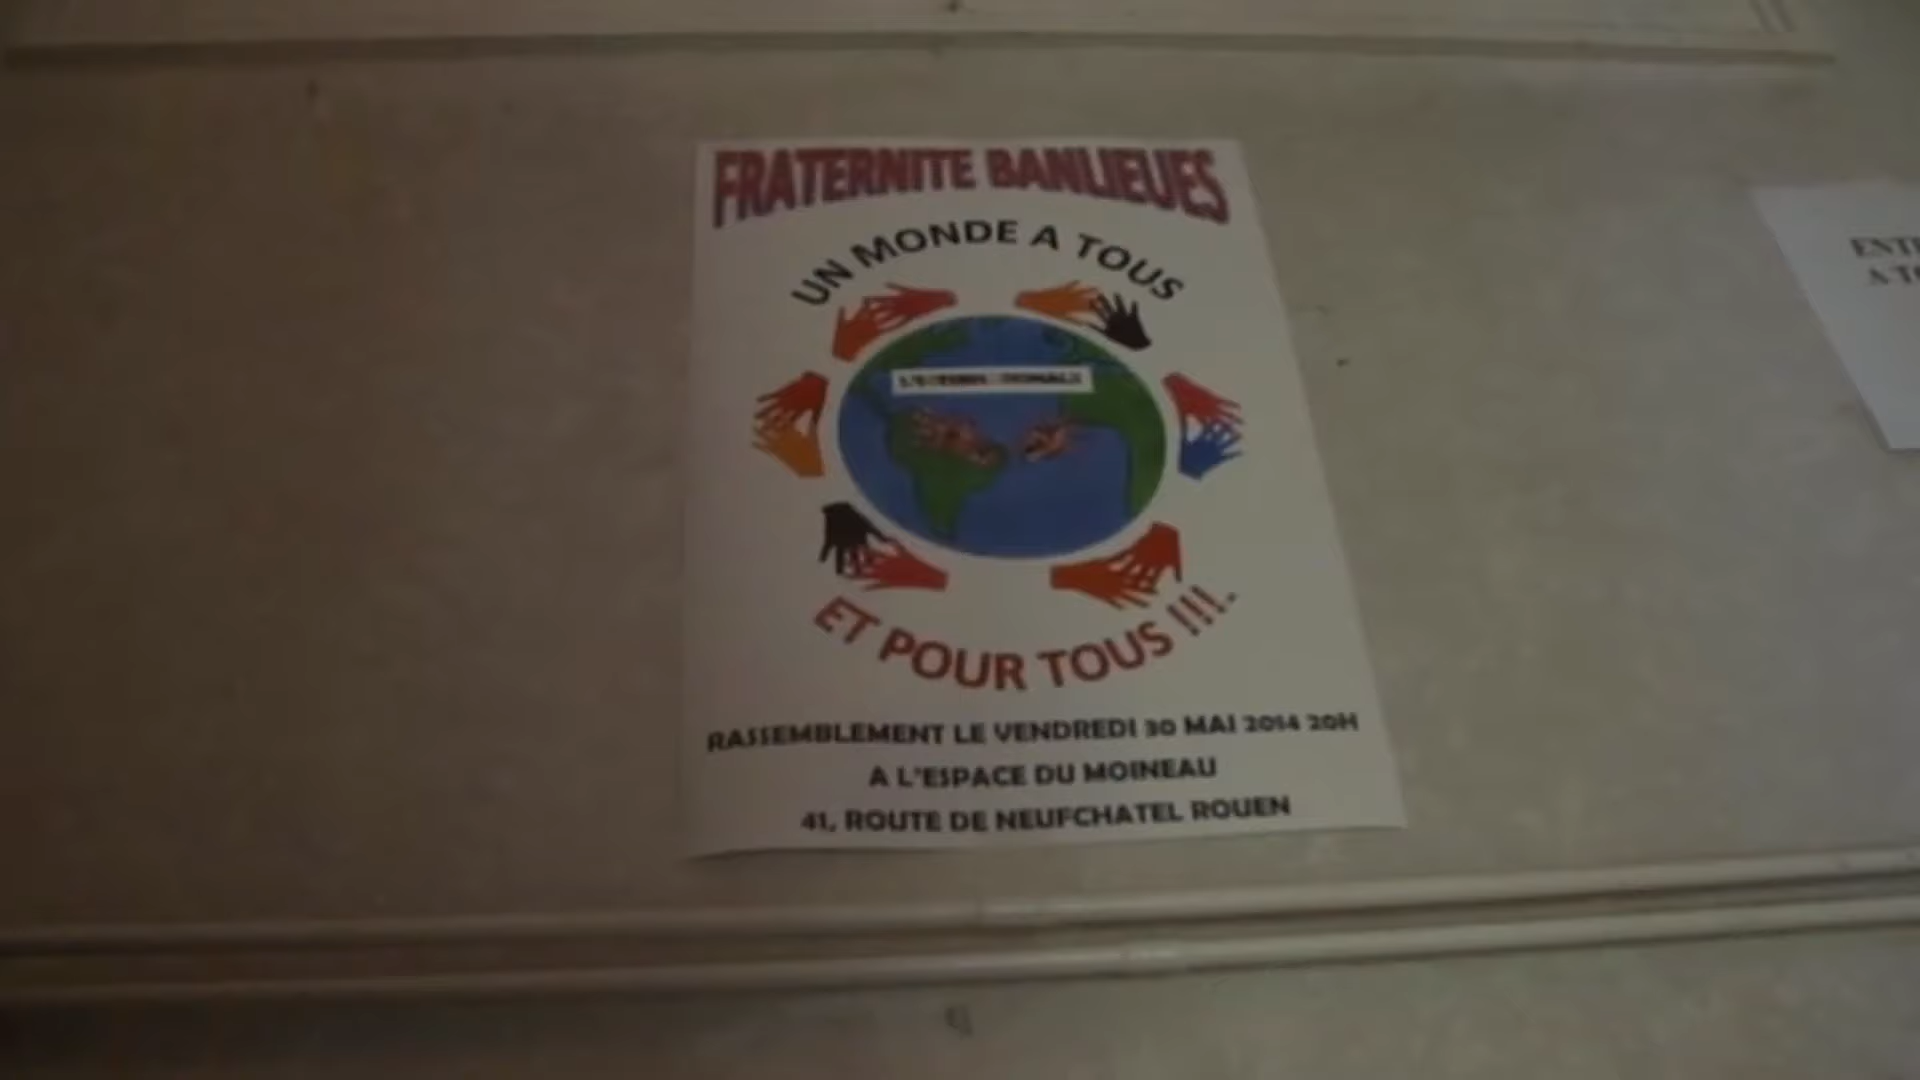 FRATERNITE BANLIEUES
UN MONDE A TOUS
ET POUR TOUS !!!.
RASSEMBLEMENT LE VENDREDI 30 MAI 2014 20H
A L'ESPACE DU MOINEAU
41, ROUTE DE NEUFCHATEL ROUEN